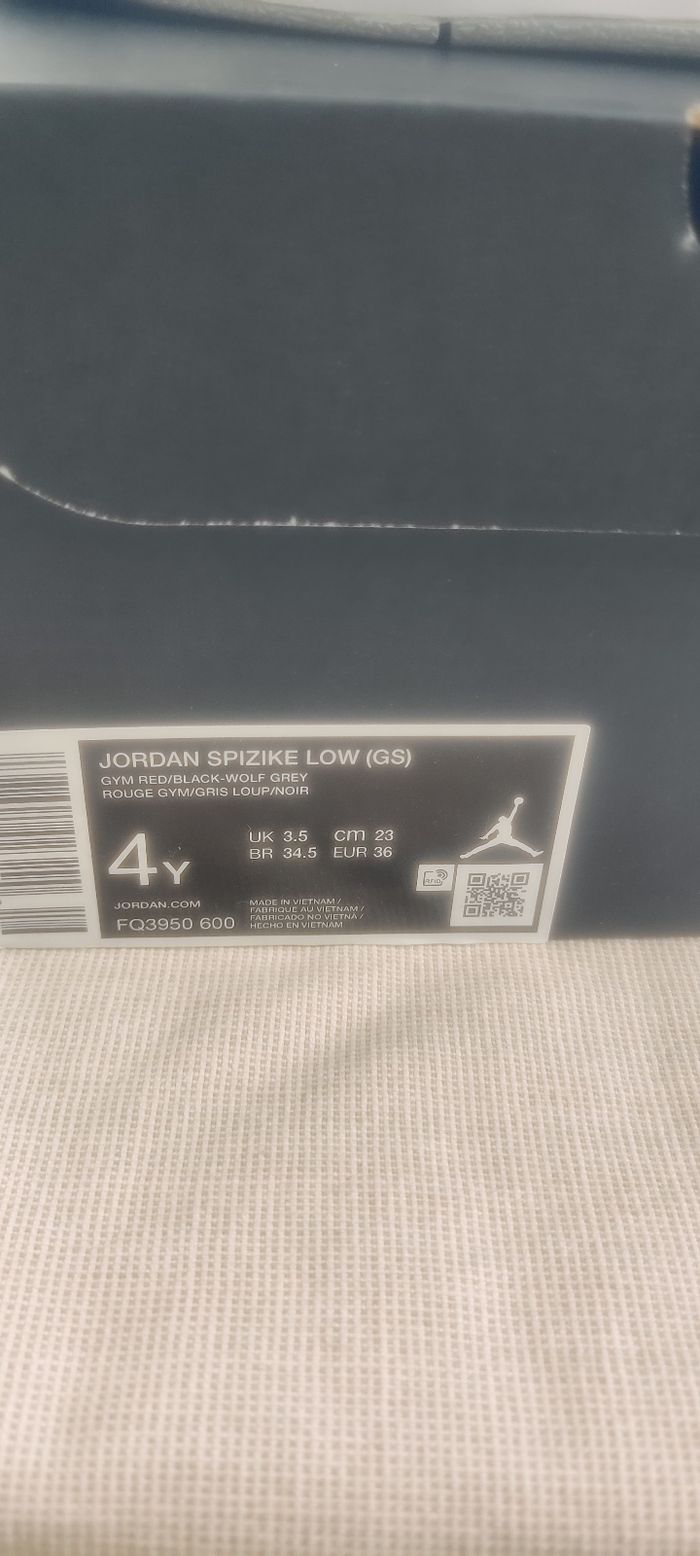 JORDAN SPIZIKE LOW (GS)
GYM RED/BLACK-WOLF GREY
ROUGE GYM/GRIS LOUP/NOIR
4Y
UK 3.5 cm 23
BR 34.5 EUR 36
RFID
JORDAN.COM
FQ3950 600
MADE IN VIETNAM /
FABRIQUE AU VIETNAM /
FABRICADO NO VIETNA /
HECHO EN VIETNAM